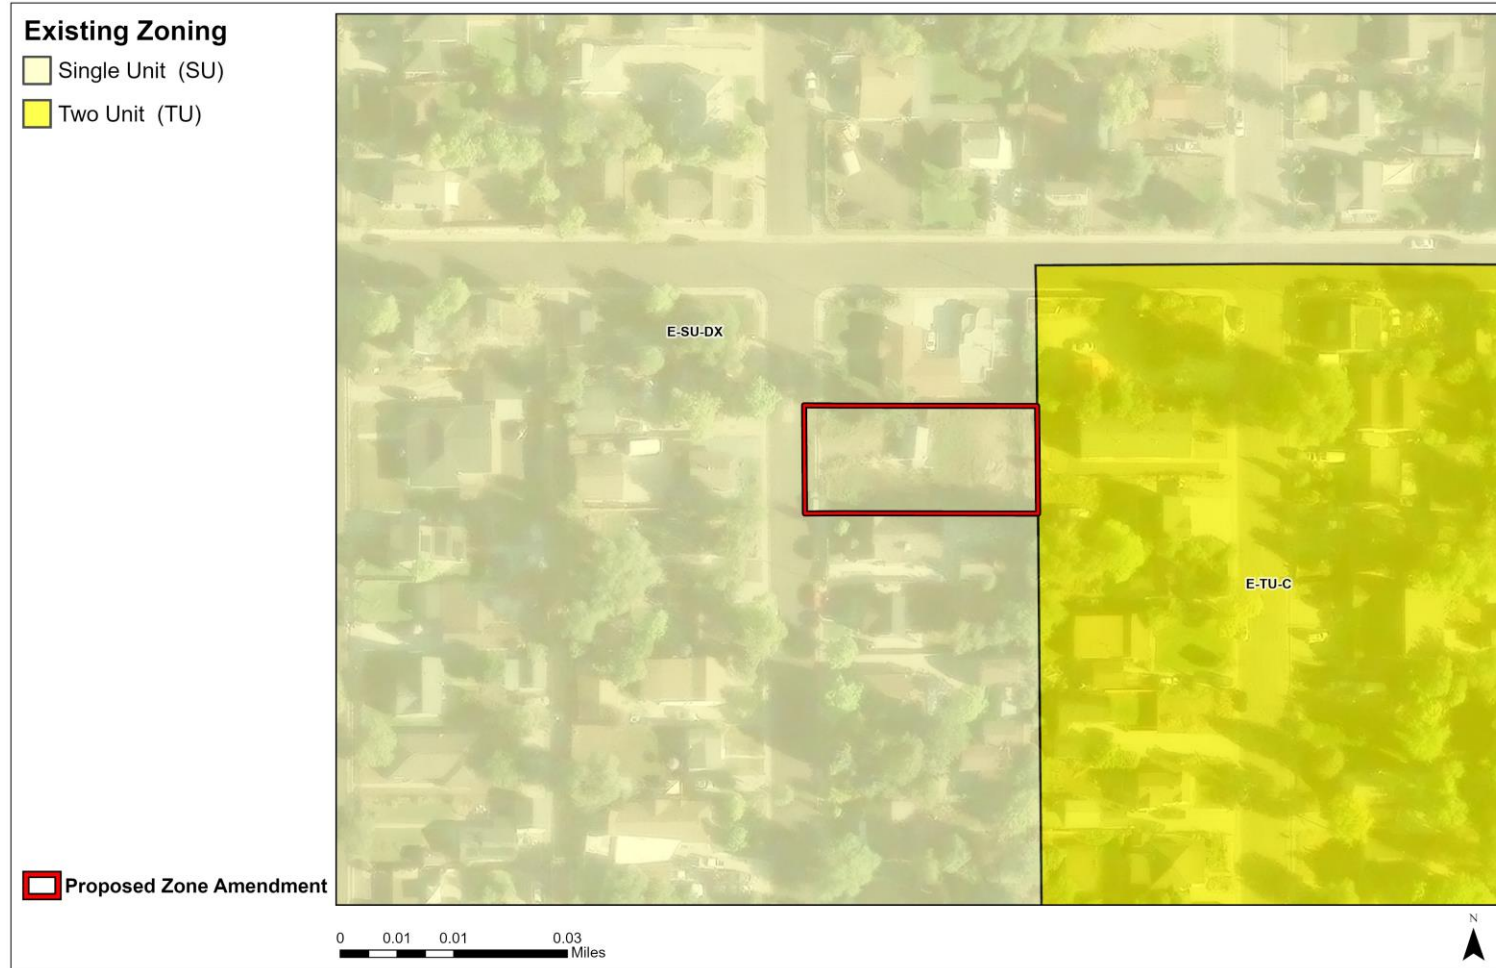 Existing Zoning
Single Unit (SU)
Two Unit (TU)
E-SU-DX
E-TU-C
Proposed Zone Amendment
0 0.01 0.01 0.03
Miles
N